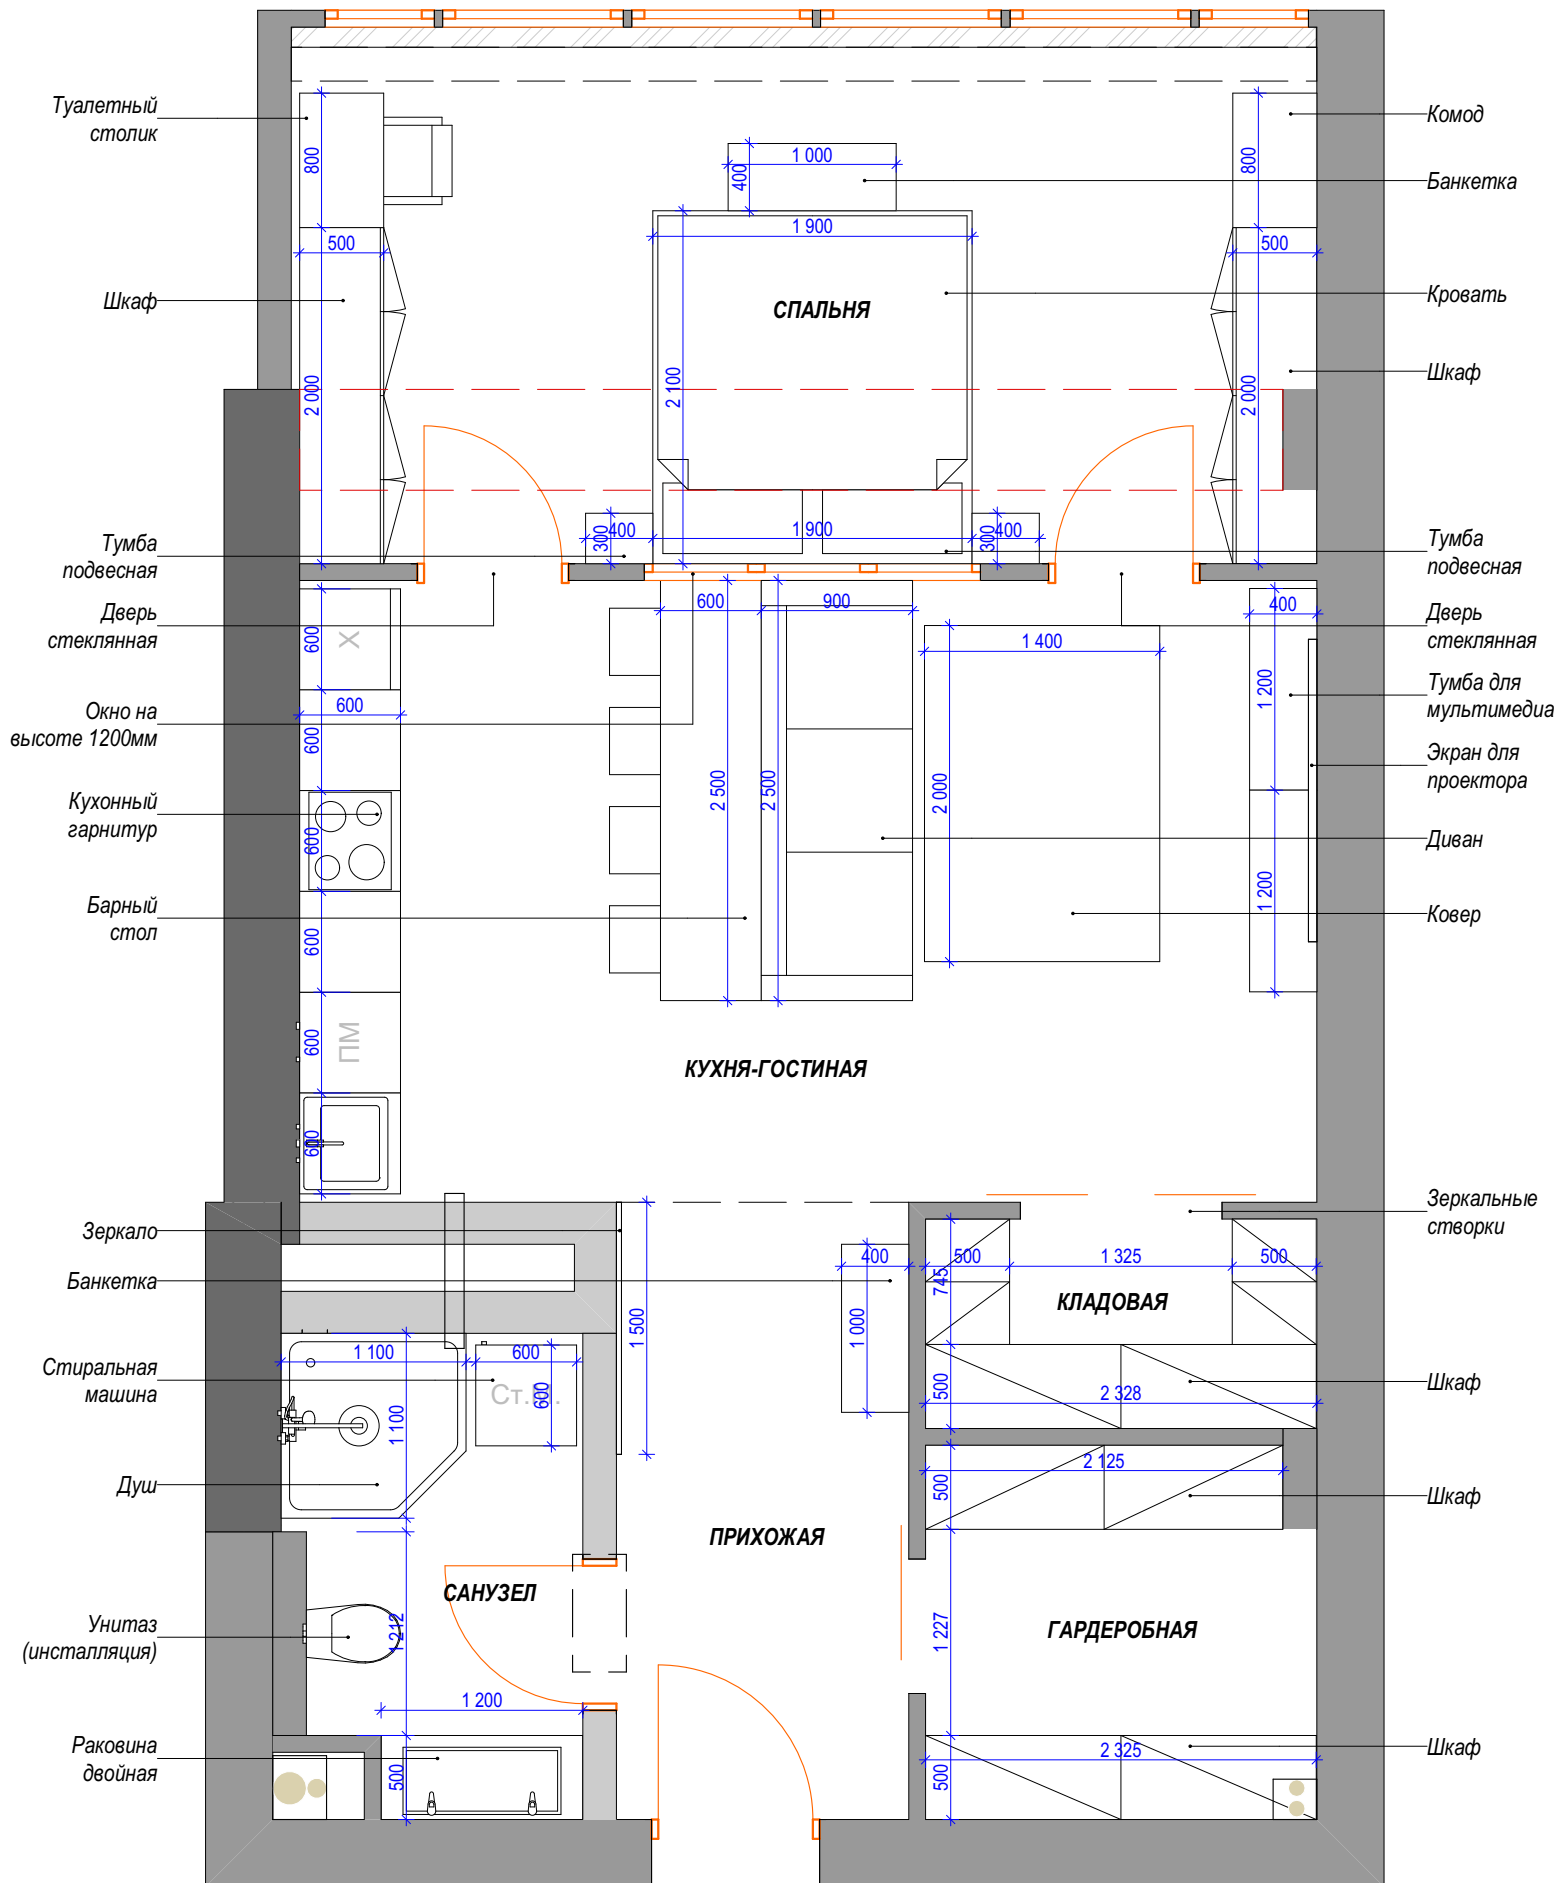 Туалетный
столик
800
1 000
400
800
Комод
Банкетка
500
1 900
500
Шкаф
СПАЛЬНЯ
Кровать
2 000
2 100
2 000
Шкаф
Тумба
подвесная
300
400
1 900
300
400
Тумба
подвесная
Дверь
стеклянная
600
X
600
900
1 400
400
Дверь
стеклянная
Окно на
высоте 1200мм
600
600
1 200
Тумба для
мультимедиа
Кухонный
гарнитур
600
2 500
2 500
2 000
Экран для
проектора
Диван
Барный
стол
600
1 200
Ковер
600
ПМ
КУХНЯ-ГОСТИНАЯ
600
Зеркало
Зеркальные
створки
Банкетка
400
500
1 325
500
745
КЛАДОВАЯ
1 500
1 000
Стиральная
машина
1 100
600
Ст.
600
1 100
500
2 328
Шкаф
Душ
2 125
500
Шкаф
ПРИХОЖАЯ
САНУЗЕЛ
Унитаз
(инсталляция)
1 212
1 227
ГАРДЕРОБНАЯ
1 200
Раковина
двойная
500
2 325
500
Шкаф